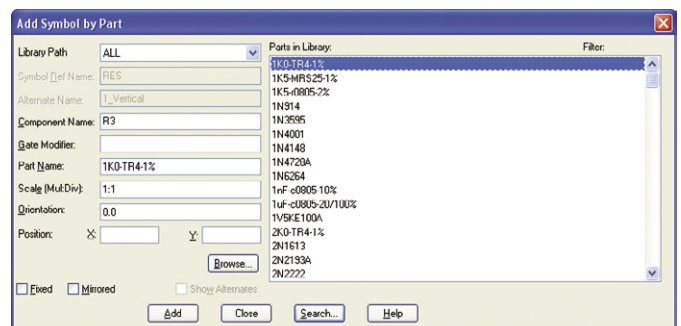 Add Symbol by Part
Library Path
ALL
Parts in Library:
Filter:
Symbol Def Name:
RES
Alternate Name:
1_Vertical
Component Name:
R3
Gate Modifier:
Part Name:
1K0-TR4-1%
Scale (Mul:Div):
1:1
Orientation:
0.0
Position:
X:
Y:
Browse...
Fixed
Mirrored
Show Alternates
1K0-TR4-1%
1K5-MRS25-1%
1K5-c0805-2%
1N914
1N3595
1N4001
1N4148
1N4720A
1N6264
1nF-c0805-10%
1uF-c0805-20/100%
1V5KE100A
2K0-TR4-1%
2N1613
2N2193A
2N2222
Add
Close
Search...
Help